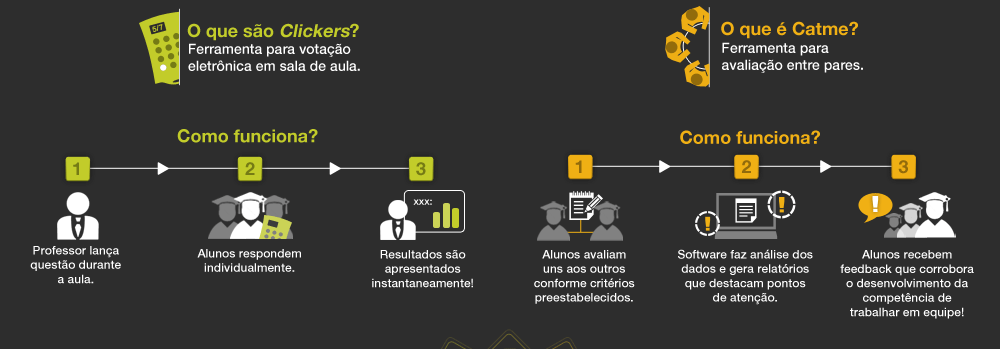 5/7
O que são Clickers?
Ferramenta para votação
eletrônica em sala de aula.
Como funciona?
1
2
3
xxx:
Professor lança
questão durante
a aula.
Alunos respondem
individualmente.
Resultados são
apresentados
instantaneamente!
O que é Catme?
Ferramenta para
avaliação entre pares.
Como funciona?
1
2
3
!
!
!
Alunos avaliam
uns aos outros
conforme critérios
preestabelecidos.
Software faz análise dos
dados e gera relatórios
que destacam pontos
de atenção.
Alunos recebem
feedback que corrobora
o desenvolvimento da
competência de
trabalhar em equipe!